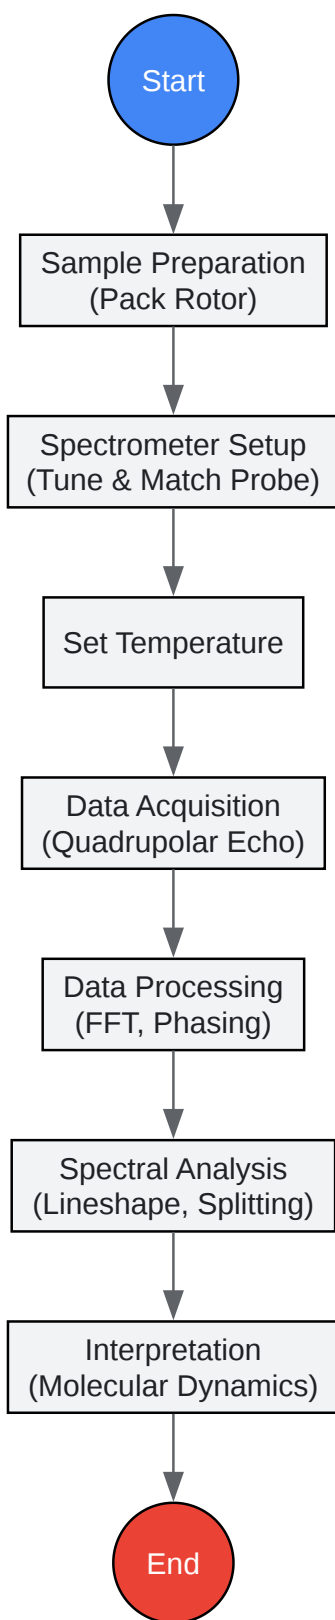 Start
Sample Preparation
(Pack Rotor)
Spectrometer Setup
(Tune & Match Probe)
Set Temperature
Data Acquisition
(Quadrupolar Echo)
Data Processing
(FFT, Phasing)
Spectral Analysis
(Lineshape, Splitting)
Interpretation
(Molecular Dynamics)
End